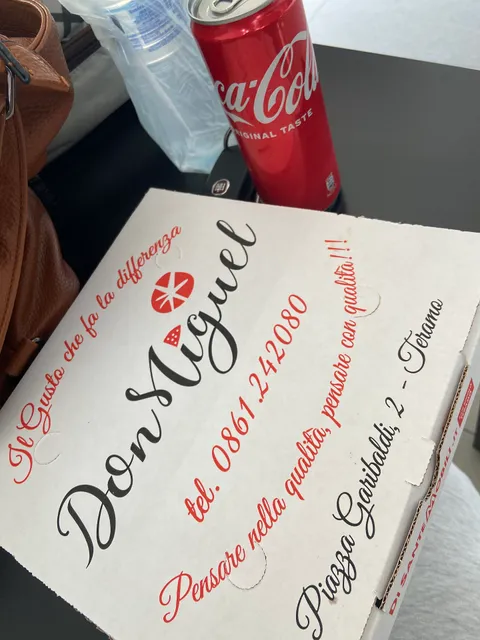 ca-Cola
ORIGINAL TASTE
Il Gusto che fa la differenza
Don Miguel
tel. 0861.242080
Pensare nella qualità, pensare con qualità!!!
Piazza Garibaldi, 2 - Teramo